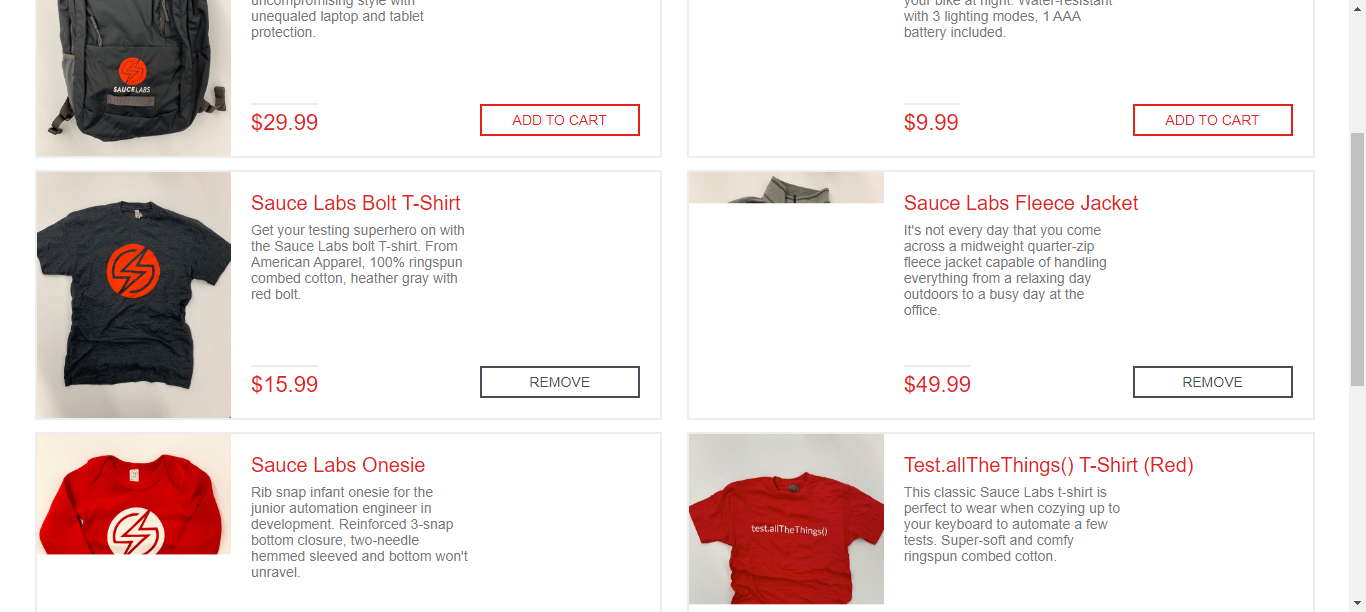 uncompromising style with
unequaled laptop and tablet
protection.
SAUCELABS
$29.99
ADD TO CART
your bike at night. Water-resistant
with 3 lighting modes, 1 AAA
battery included.
$9.99
ADD TO CART
Sauce Labs Bolt T-Shirt
Get your testing superhero on with
the Sauce Labs bolt T-shirt. From
American Apparel, 100% ringspun
combed cotton, heather gray with
red bolt.
$15.99
REMOVE
Sauce Labs Fleece Jacket
It's not every day that you come
across a midweight quarter-zip
fleece jacket capable of handling
everything from a relaxing day
outdoors to a busy day at the
office.
$49.99
REMOVE
Sauce Labs Onesie
Rib snap infant onesie for the
junior automation engineer in
development. Reinforced 3-snap
bottom closure, two-needle
hemmed sleeved and bottom won't
unravel.
test.allTheThings()
Test.allTheThings() T-Shirt (Red)
This classic Sauce Labs t-shirt is
perfect to wear when cozying up to
your keyboard to automate a few
tests. Super-soft and comfy
ringspun combed cotton.